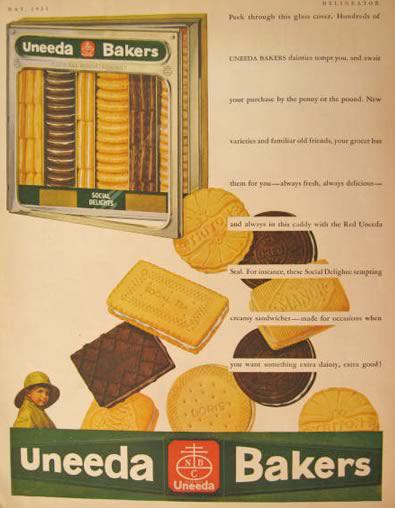 MAY,
DELINEATOR
Peek through this glass cover. Hundreds of
UNEEDA BAKERS dainties tempt you, and await
your purchase by the penny or the pound. New
varieties and familiar old friends, your grocer has
them for you—always fresh, always delicious—
and always in this caddy with the Red Uneeda
Seal. For instance, these Social Delights: tempting
creamy sandwiches—made for occasions when
you want something extra dainty, extra good!
Uneeda Bakers
SOCIAL
DELIGHTS
SOCIAL TEA
DORIS
Uneeda
N B
C
Uneeda
Bakers